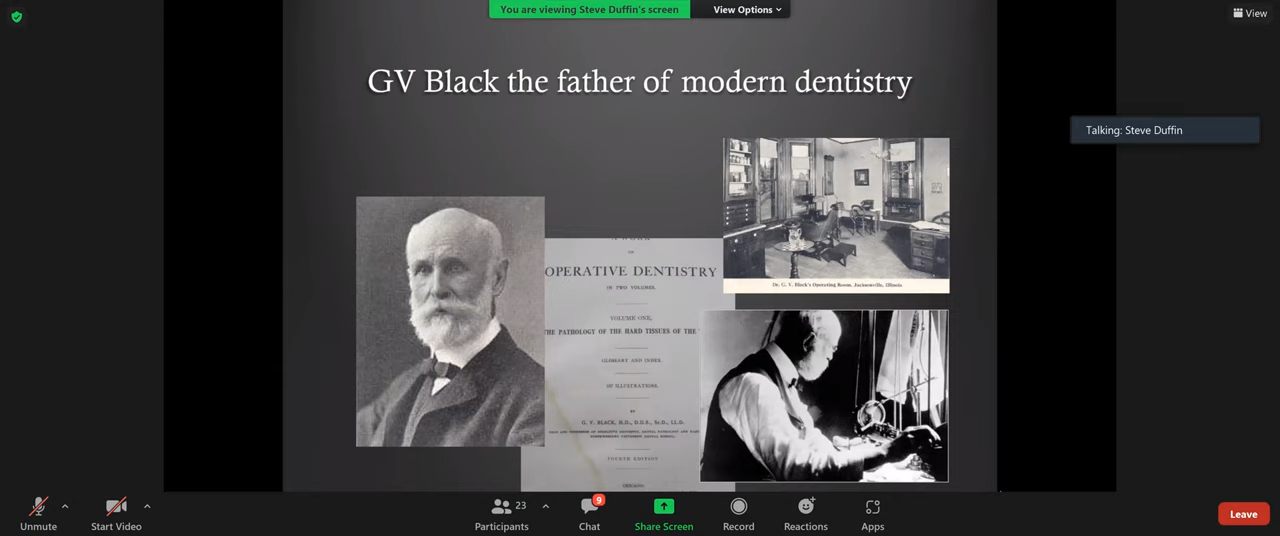 You are viewing Steve Duffin's screen
View Options
View
GV Black the father of modern dentistry
Talking: Steve Duffin
OPERATIVE DENTISTRY
IN TWO VOLUMES.
VOLUME ONE,
THE PATHOLOGY OF THE HARD TISSUES OF THE
GLOSSARY AND INDEX.
ILLUSTRATIONS.
BY
G. V. BLACK, M.D., D.D.S., Sc.D., LL.D.
FOURTH EDITION
CHICAGO
Dr. G. V. Black's Operating Room, Jacksonville, Illinois
Unmute
Start Video
Participants
23
Chat
9
Share Screen
Record
Reactions
Apps
Leave